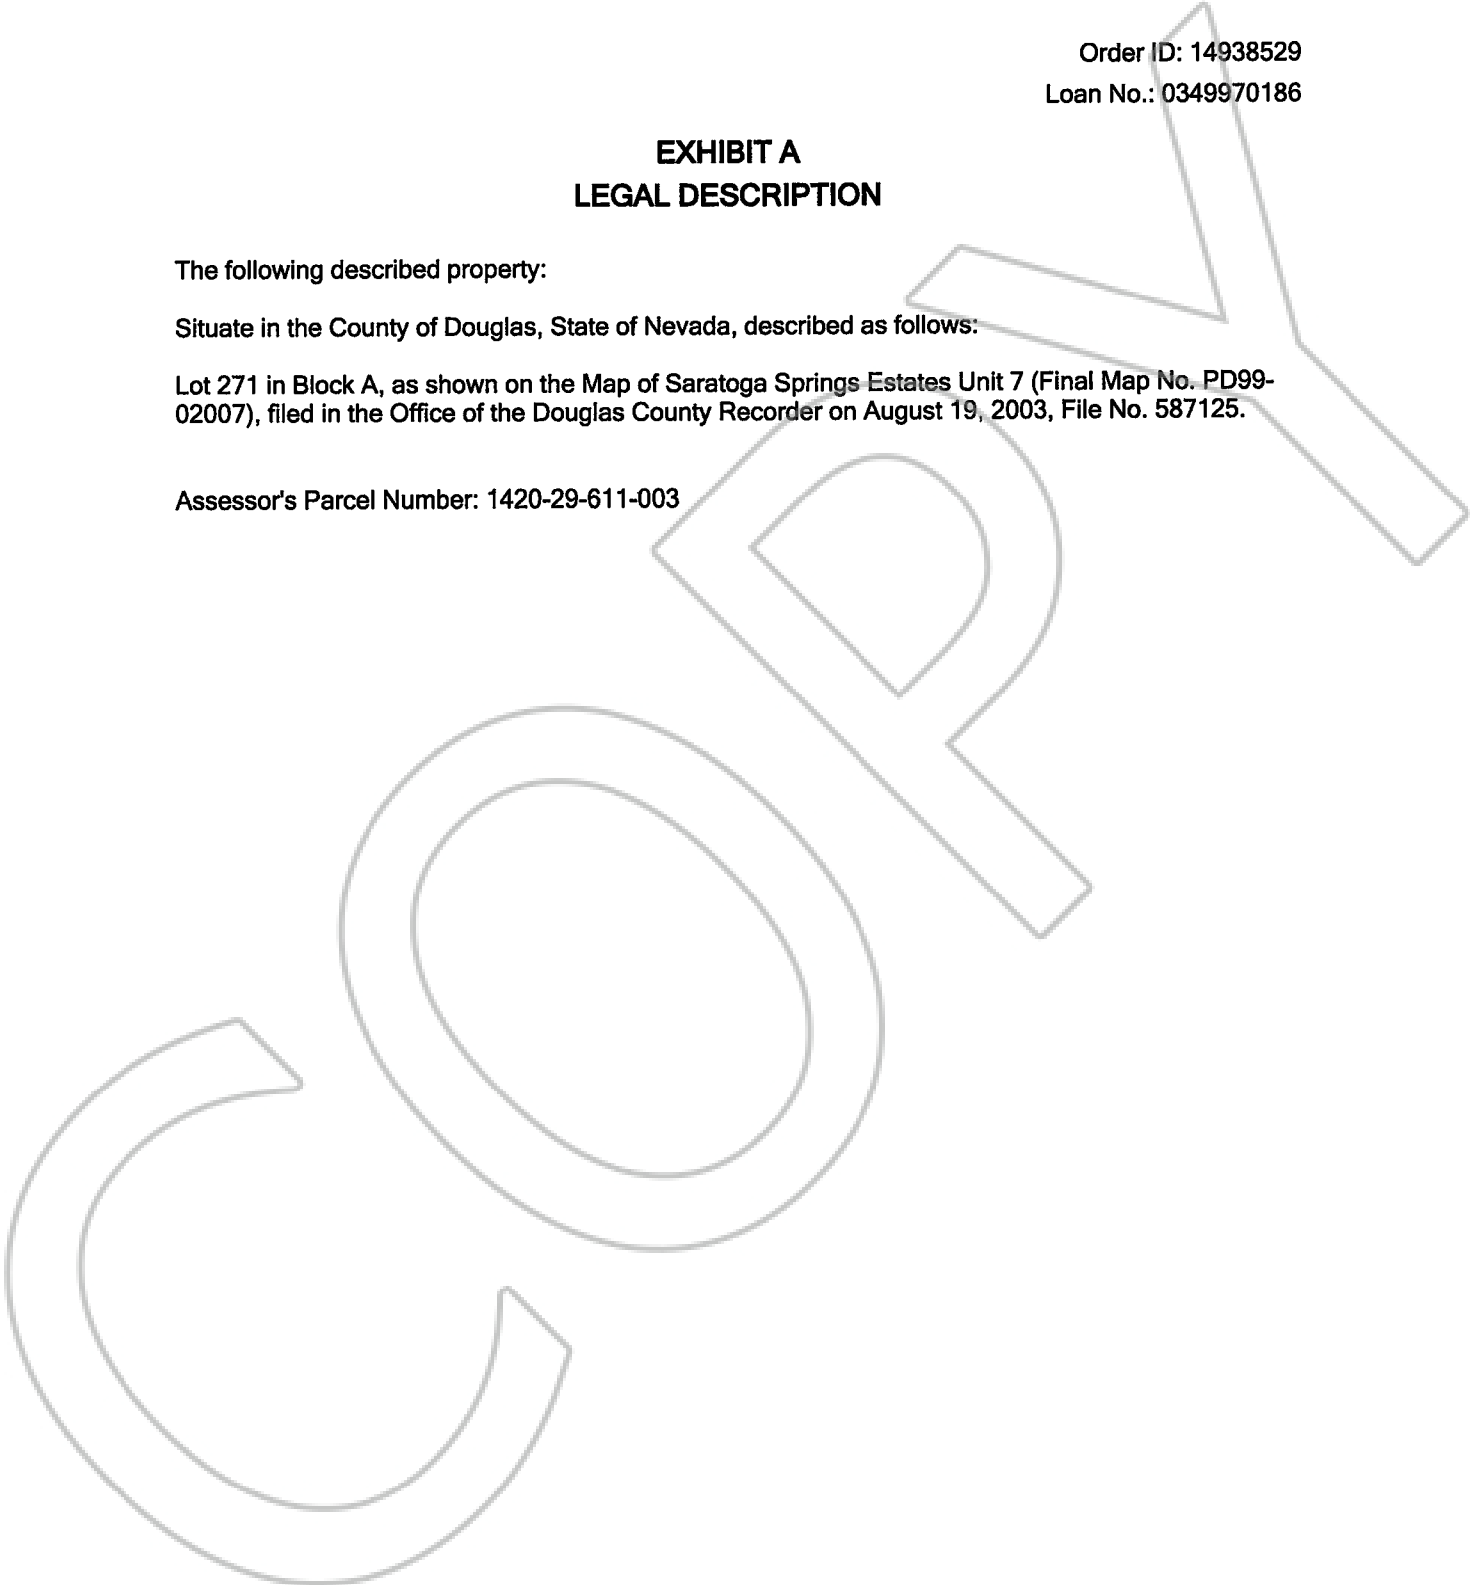 Order ID: 14938529
Loan No.: 0349970186
EXHIBIT A
LEGAL DESCRIPTION
The following described property:
Situate in the County of Douglas, State of Nevada, described as follows:
Lot 271 in Block A, as shown on the Map of Saratoga Springs Estates Unit 7 (Final Map No. PD99-
02007), filed in the Office of the Douglas County Recorder on August 19, 2003, File No. 587125.
Assessor's Parcel Number: 1420-29-611-003
COPY